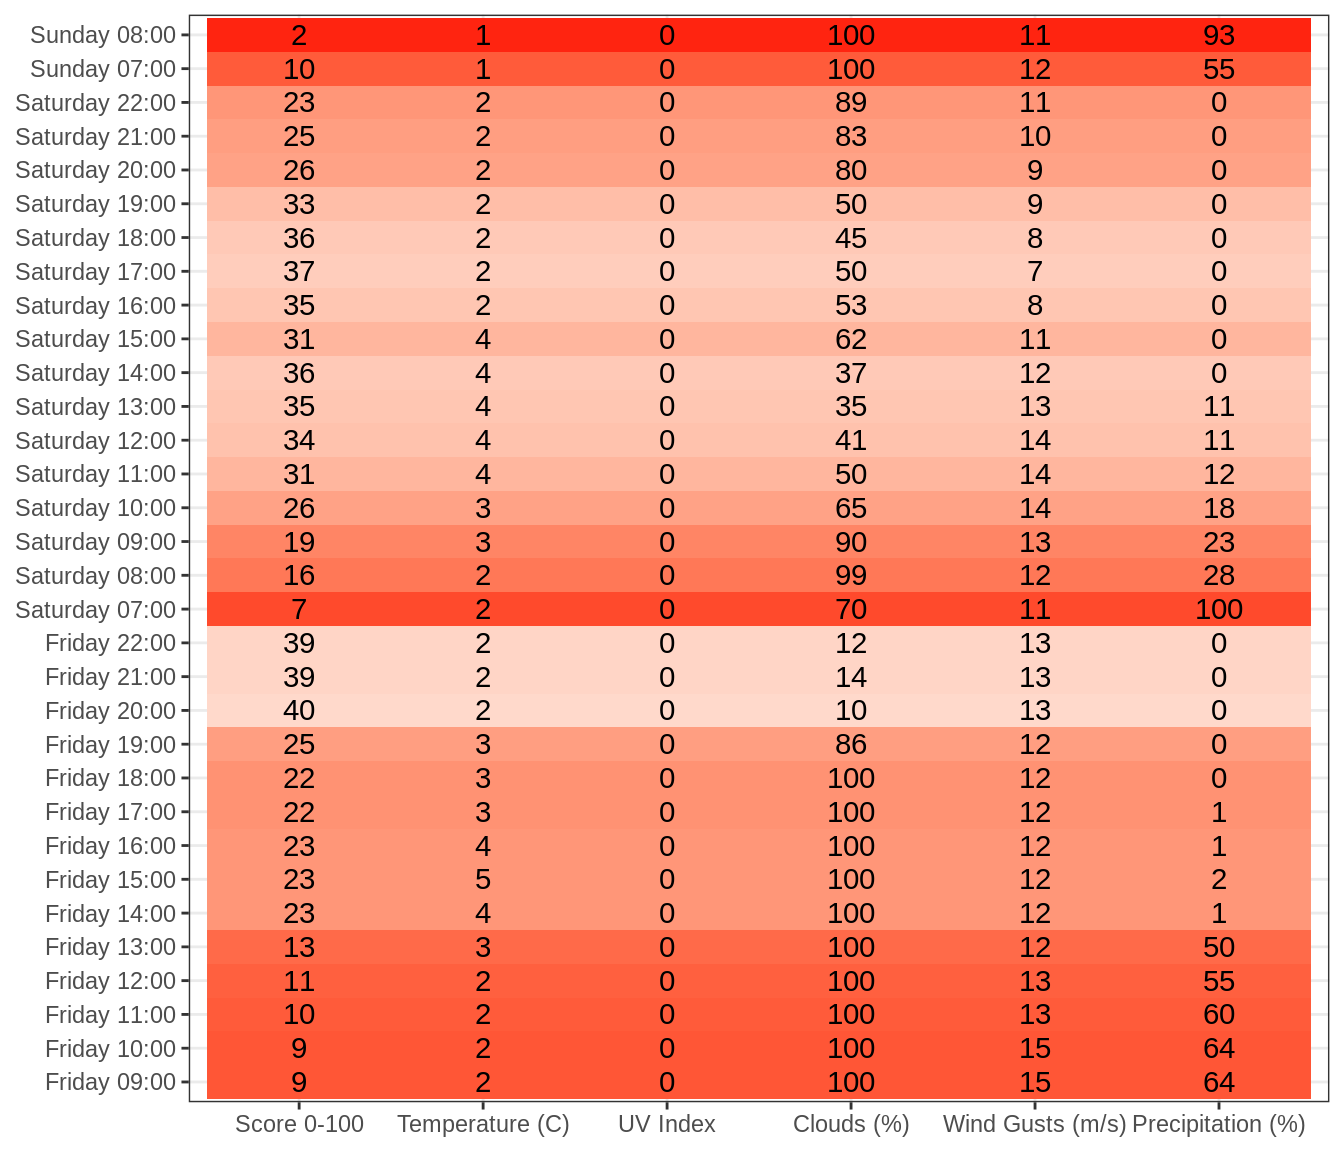 Sunday 08:00 2 1 0 100 11 93
Sunday 07:00 10 1 0 100 12 55
Saturday 22:00 23 2 0 89 11 0
Saturday 21:00 25 2 0 83 10 0
Saturday 20:00 26 2 0 80 9 0
Saturday 19:00 33 2 0 50 9 0
Saturday 18:00 36 2 0 45 8 0
Saturday 17:00 37 2 0 50 7 0
Saturday 16:00 35 2 0 53 8 0
Saturday 15:00 31 4 0 62 11 0
Saturday 14:00 36 4 0 37 12 0
Saturday 13:00 35 4 0 35 13 11
Saturday 12:00 34 4 0 41 14 11
Saturday 11:00 31 4 0 50 14 12
Saturday 10:00 26 3 0 65 14 18
Saturday 09:00 19 3 0 90 13 23
Saturday 08:00 16 2 0 99 12 28
Saturday 07:00 7 2 0 70 11 100
Friday 22:00 39 2 0 12 13 0
Friday 21:00 39 2 0 14 13 0
Friday 20:00 40 2 0 10 13 0
Friday 19:00 25 3 0 86 12 0
Friday 18:00 22 3 0 100 12 0
Friday 17:00 22 3 0 100 12 1
Friday 16:00 23 4 0 100 12 1
Friday 15:00 23 5 0 100 12 2
Friday 14:00 23 4 0 100 12 1
Friday 13:00 13 3 0 100 12 50
Friday 12:00 11 2 0 100 13 55
Friday 11:00 10 2 0 100 13 60
Friday 10:00 9 2 0 100 15 64
Friday 09:00 9 2 0 100 15 64
Score 0-100 Temperature (C) UV Index Clouds (%) Wind Gusts (m/s) Precipitation (%)